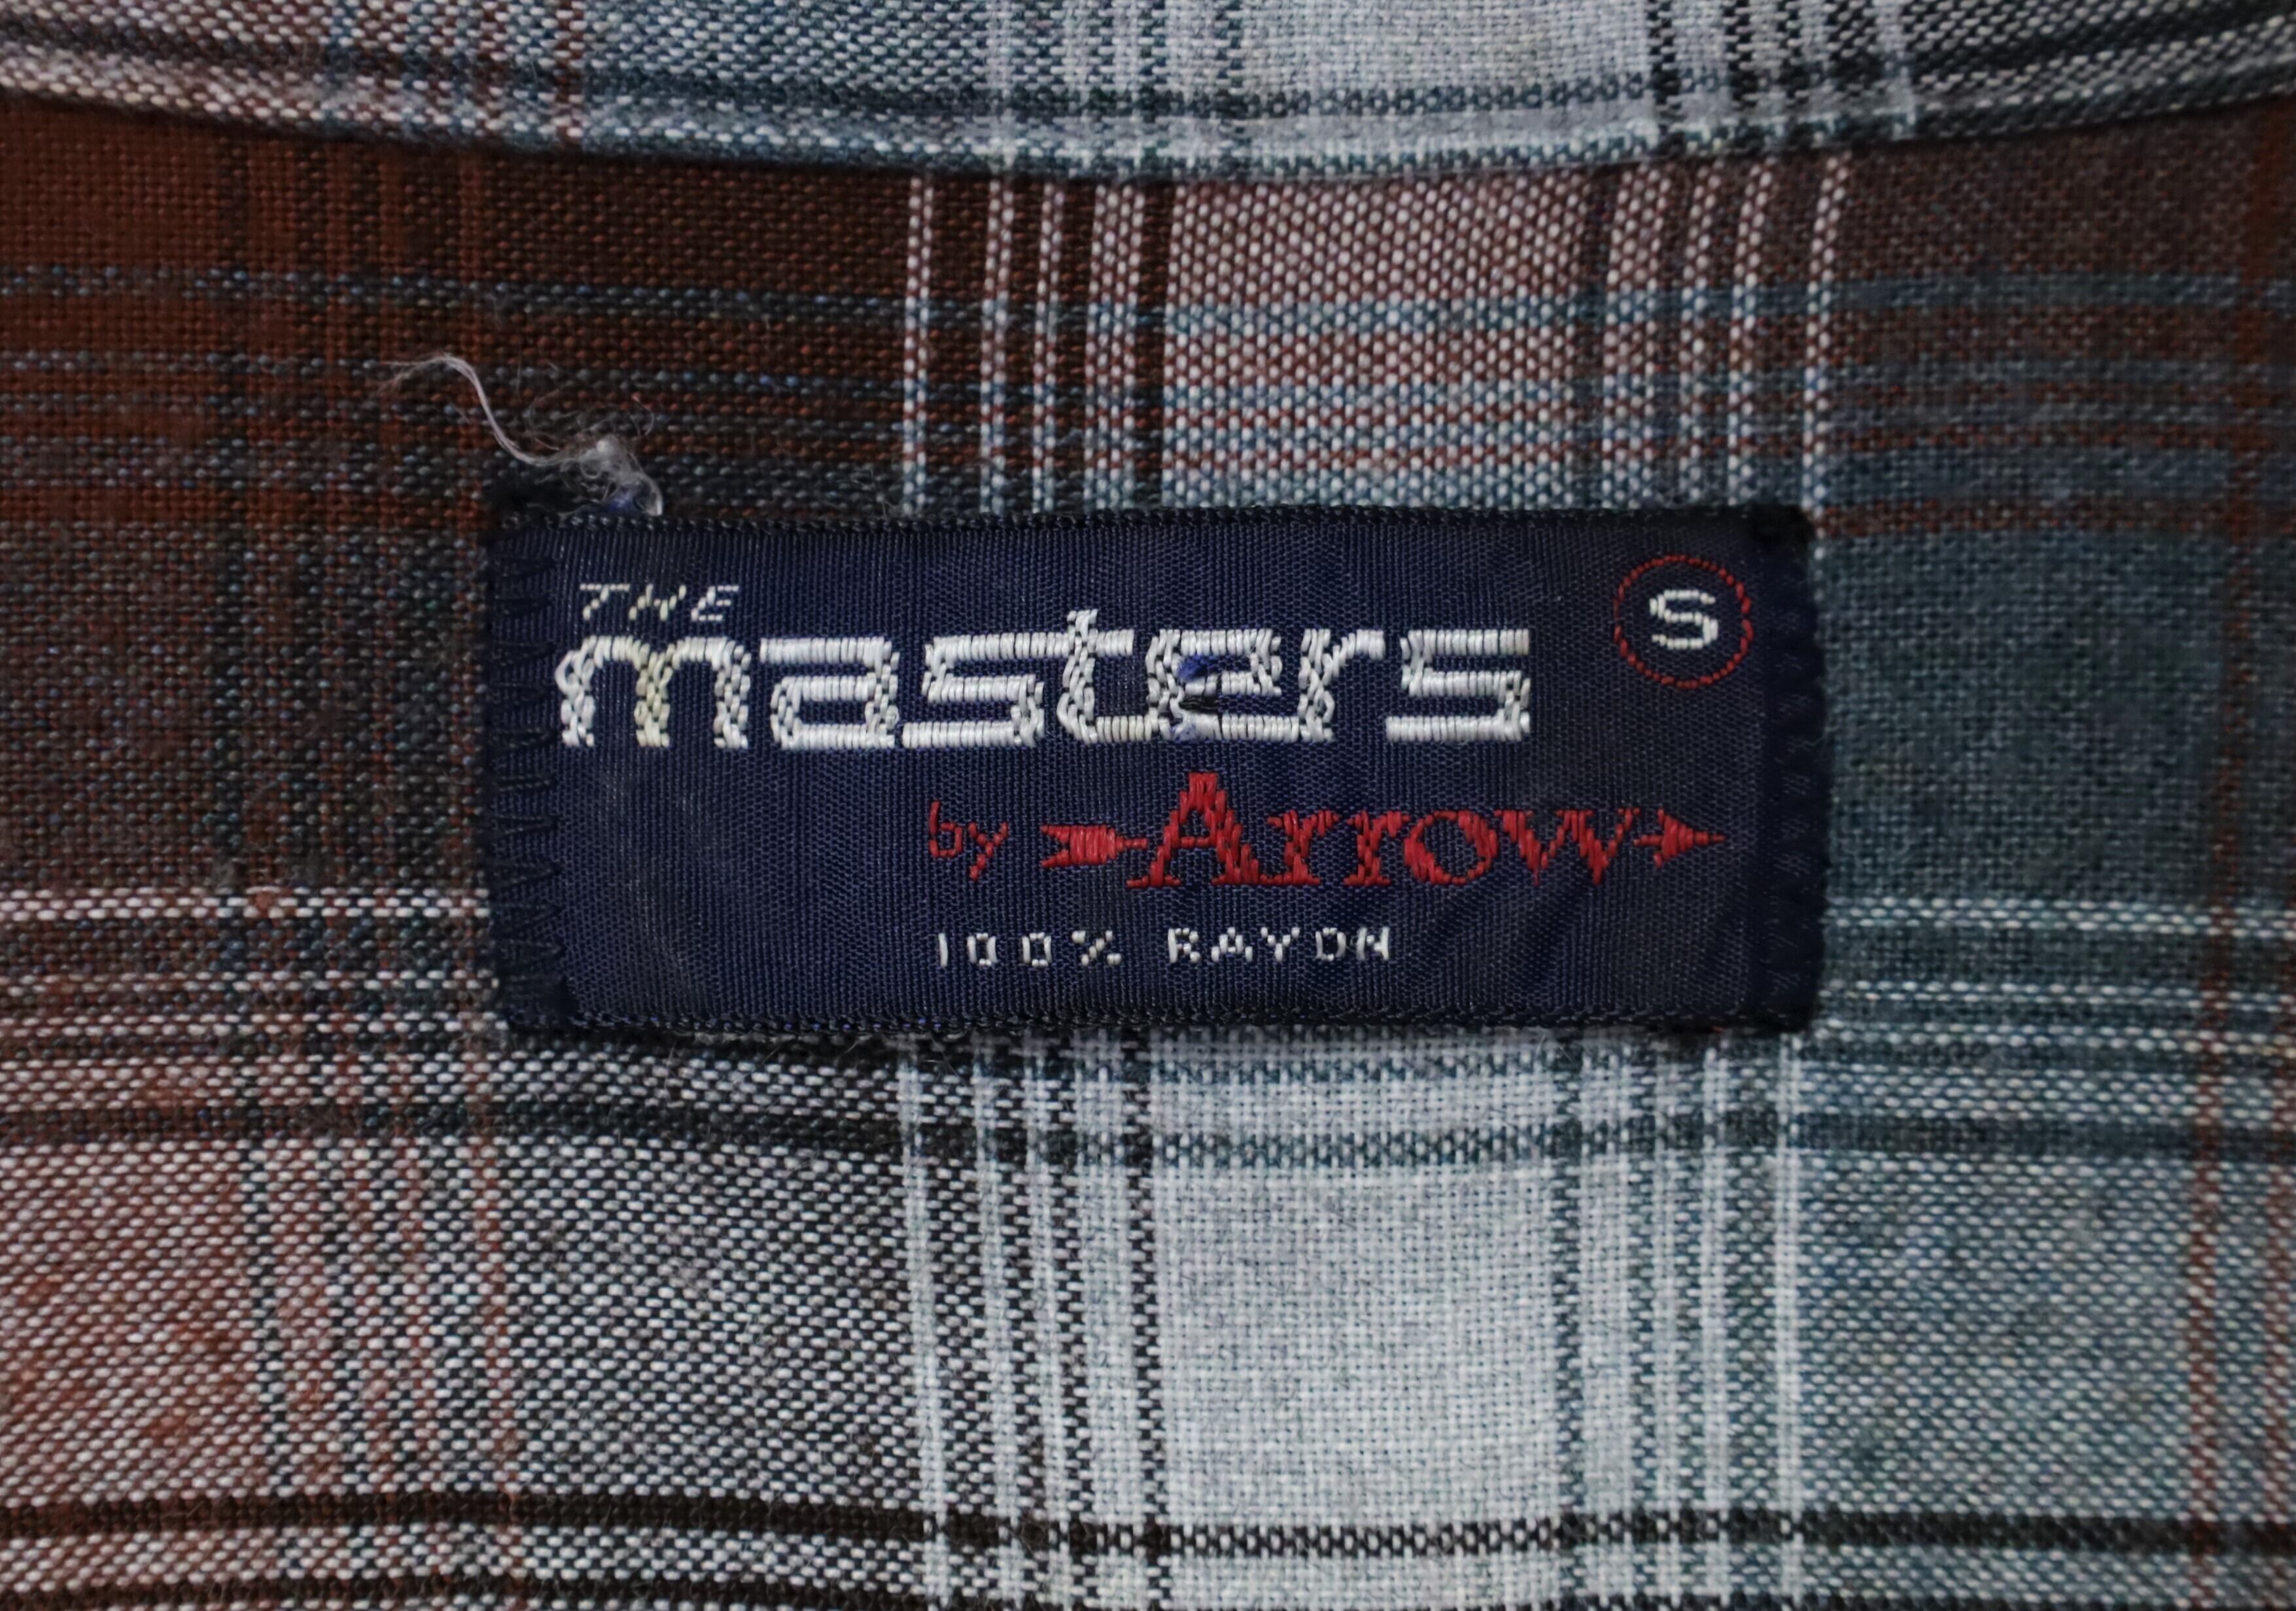 THE
masters
S
by Arrow
100% RAYON